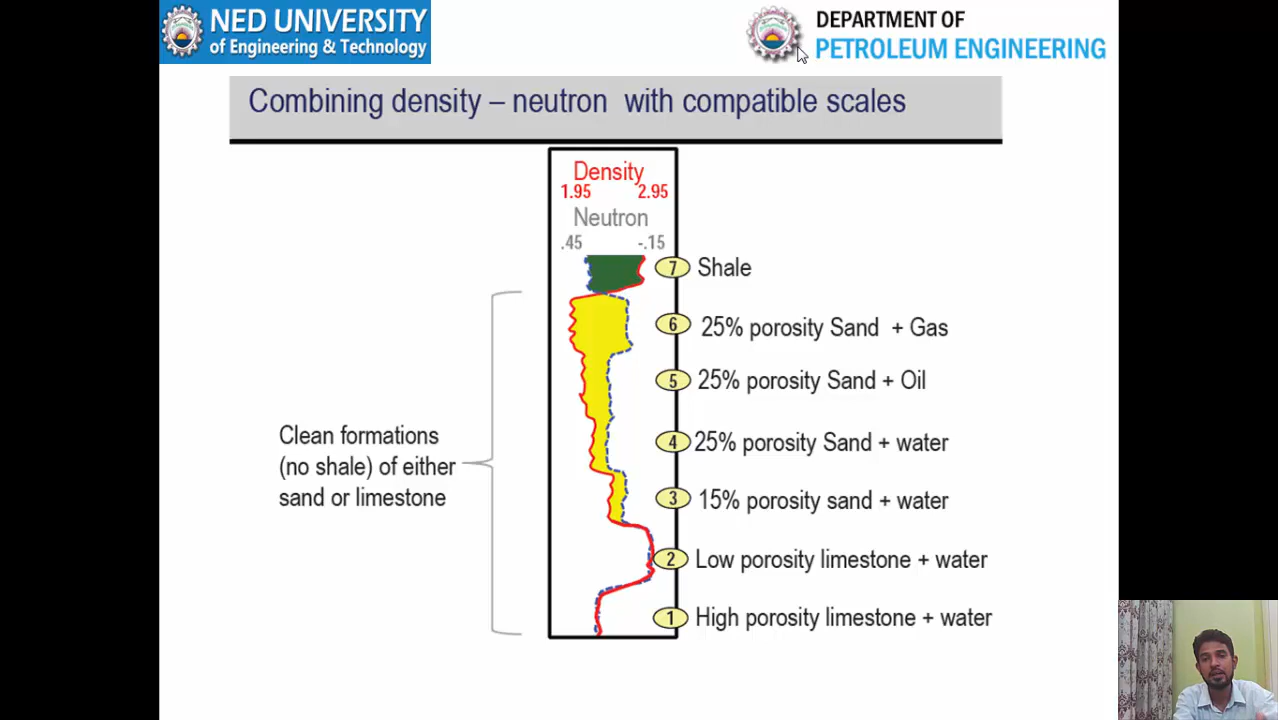 NED UNIVERSITY
of Engineering & Technology
DEPARTMENT OF
PETROLEUM ENGINEERING
Combining density – neutron with compatible scales
Density
1.95 2.95
Neutron
.45 -.15
7 Shale
6 25% porosity Sand + Gas
5 25% porosity Sand + Oil
4 25% porosity Sand + water
3 15% porosity sand + water
2 Low porosity limestone + water
1 High porosity limestone + water
Clean formations
(no shale) of either
sand or limestone